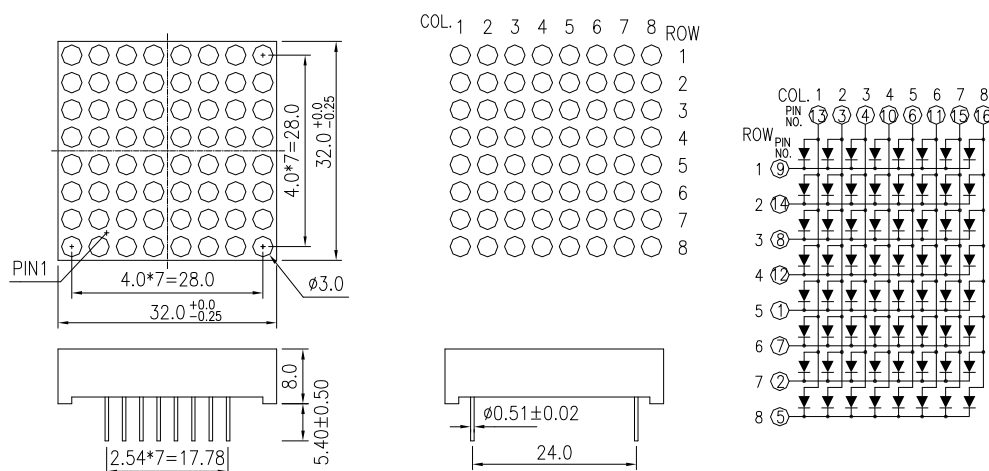 COL. 1 2 3 4 5 6 7 8
ROW
1
2
3
4
5
6
7
8
4.0*7=28.0
32.0 +0.0 -0.25
PIN1
4.0*7=28.0
ø3.0
32.0 +0.0 -0.25
8.0
5.40±0.50
2.54*7=17.78
ø0.51±0.02
24.0
COL. 1 2 3 4 5 6 7 8
PIN NO. 13 3 4 10 6 11 15 16
ROW PIN NO.
1 9
2 14
3 8
4 12
5 1
6 7
7 2
8 5